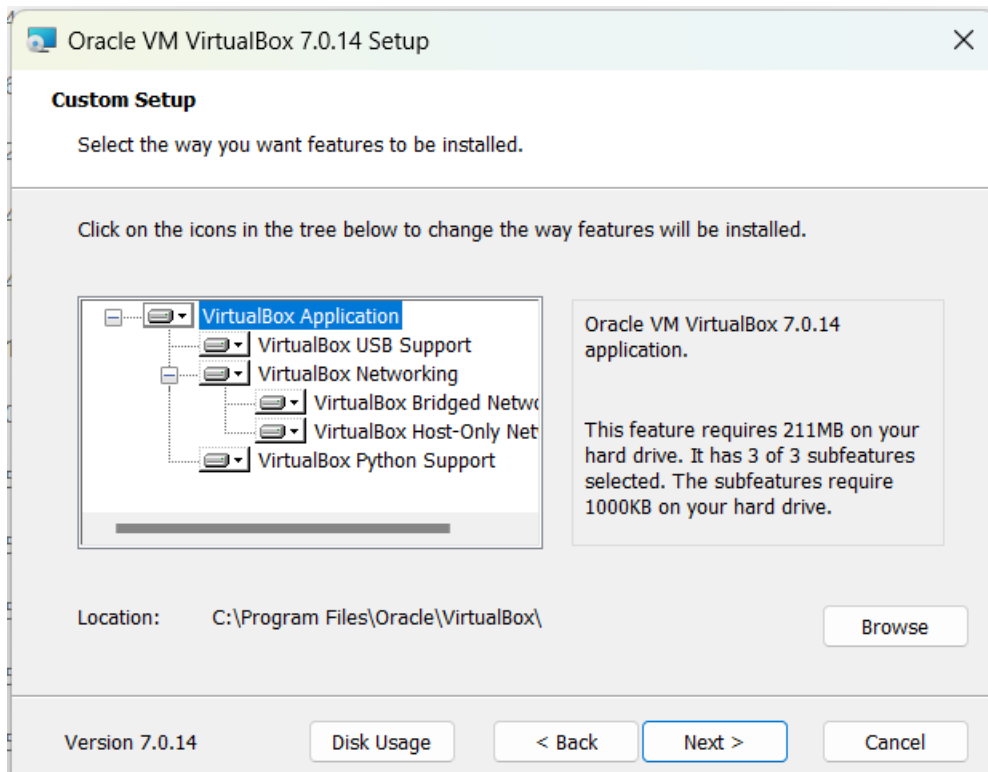 Oracle VM VirtualBox 7.0.14 Setup
Custom Setup
Select the way you want features to be installed.
Click on the icons in the tree below to change the way features will be installed.
VirtualBox Application
VirtualBox USB Support
VirtualBox Networking
VirtualBox Bridged Netwo
VirtualBox Host-Only Net
VirtualBox Python Support
Oracle VM VirtualBox 7.0.14
application.
This feature requires 211MB on your
hard drive. It has 3 of 3 subfeatures
selected. The subfeatures require
1000KB on your hard drive.
Location: C:\Program Files\Oracle\VirtualBox\
Browse
Version 7.0.14 Disk Usage < Back Next > Cancel